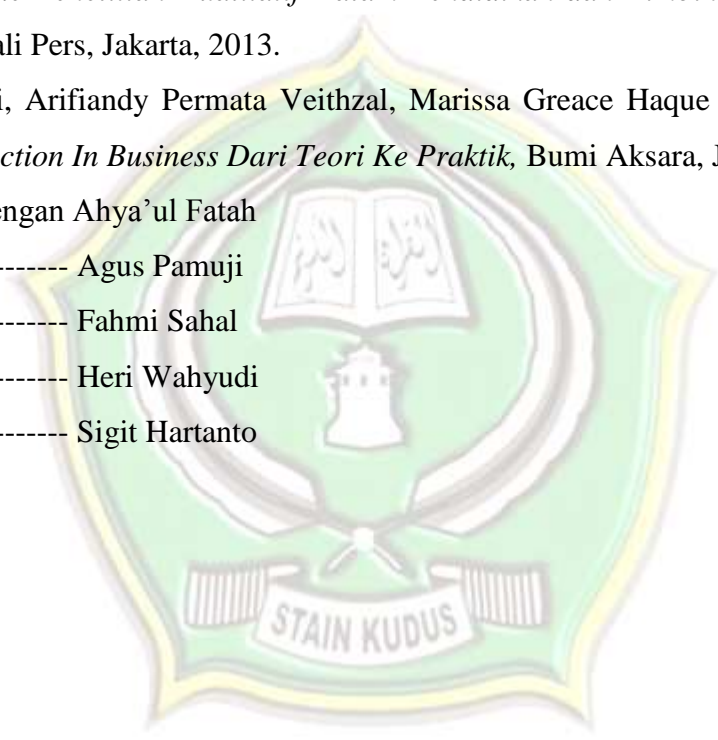 ali Pers, Jakarta, 2013.
i, Arifiandy Permata Veithzal, Marissa Greace Haque
ction In Business Dari Teori Ke Praktik, Bumi Aksara, J
engan Ahya’ul Fatah
------- Agus Pamuji
------- Fahmi Sahal
------- Heri Wahyudi
------- Sigit Hartanto
STAIN KUDUS